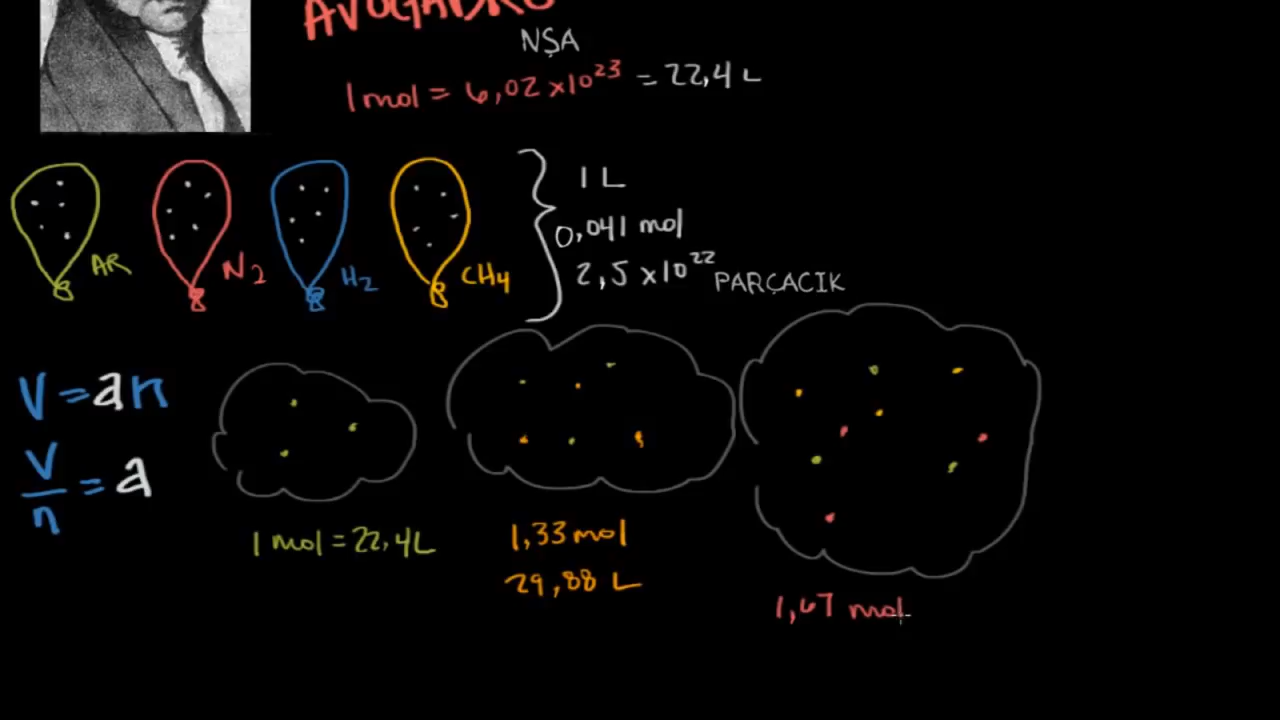 AVOGADRO
NŞA
1 mol = 6,02 x 10²³ = 22,4 L
1 L
0,041 mol
2,5 x 10²² PARÇACIK
AR N₂ H₂ CH₄
V = an
V/n = a
1 mol = 22,4 L
1,33 mol
29,88 L
1,67 mol